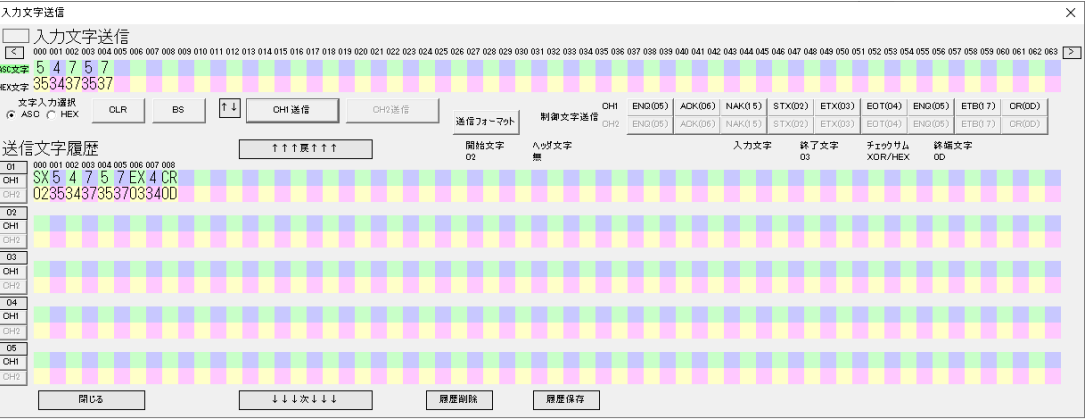 入力文字送信
入力文字送信
< 000 001 002 003 004 005 006 007 008 009 010 011 012 013 014 015 016 017 018 019 020 021 022 023 024 025 026 027 028 029 030 031 032 033 034 035 036 037 038 039 040 041 042 043 044 045 046 047 048 049 050 051 052 053 054 055 056 057 058 059 060 061 062 063 >
ASC文字 5 4 7 5 7
HEX文字 3534373537
文字入力選択
ASC HEX
CLR BS ↑↓ CH1 送信 CH2送信 送信フォーマット 制御文字送信
CH1 ENQ(05) ACK(06) NAK(15) STX(02) ETX(03) EOT(04) ENQ(05) ETB(17) CR(0D)
CH2 ENQ(05) ACK(06) NAK(15) STX(02) ETX(03) EOT(04) ENQ(05) ETB(17) CR(0D)
送信文字履歴 ↑↑↑戻↑↑↑ 開始文字 ヘッダ文字 入力文字 終了文字 チェックサム 終端文字
02 無 03 XOR/HEX 0D
01 000 001 002 003 004 005 006 007 008
CH1 SX 5 4 7 5 7 EX 4 CR
CH2 02353437353703340D
02
CH1
CH2
03
CH1
CH2
04
CH1
CH2
05
CH1
CH2
閉じる ↓↓↓次↓↓↓ 履歴削除 履歴保存